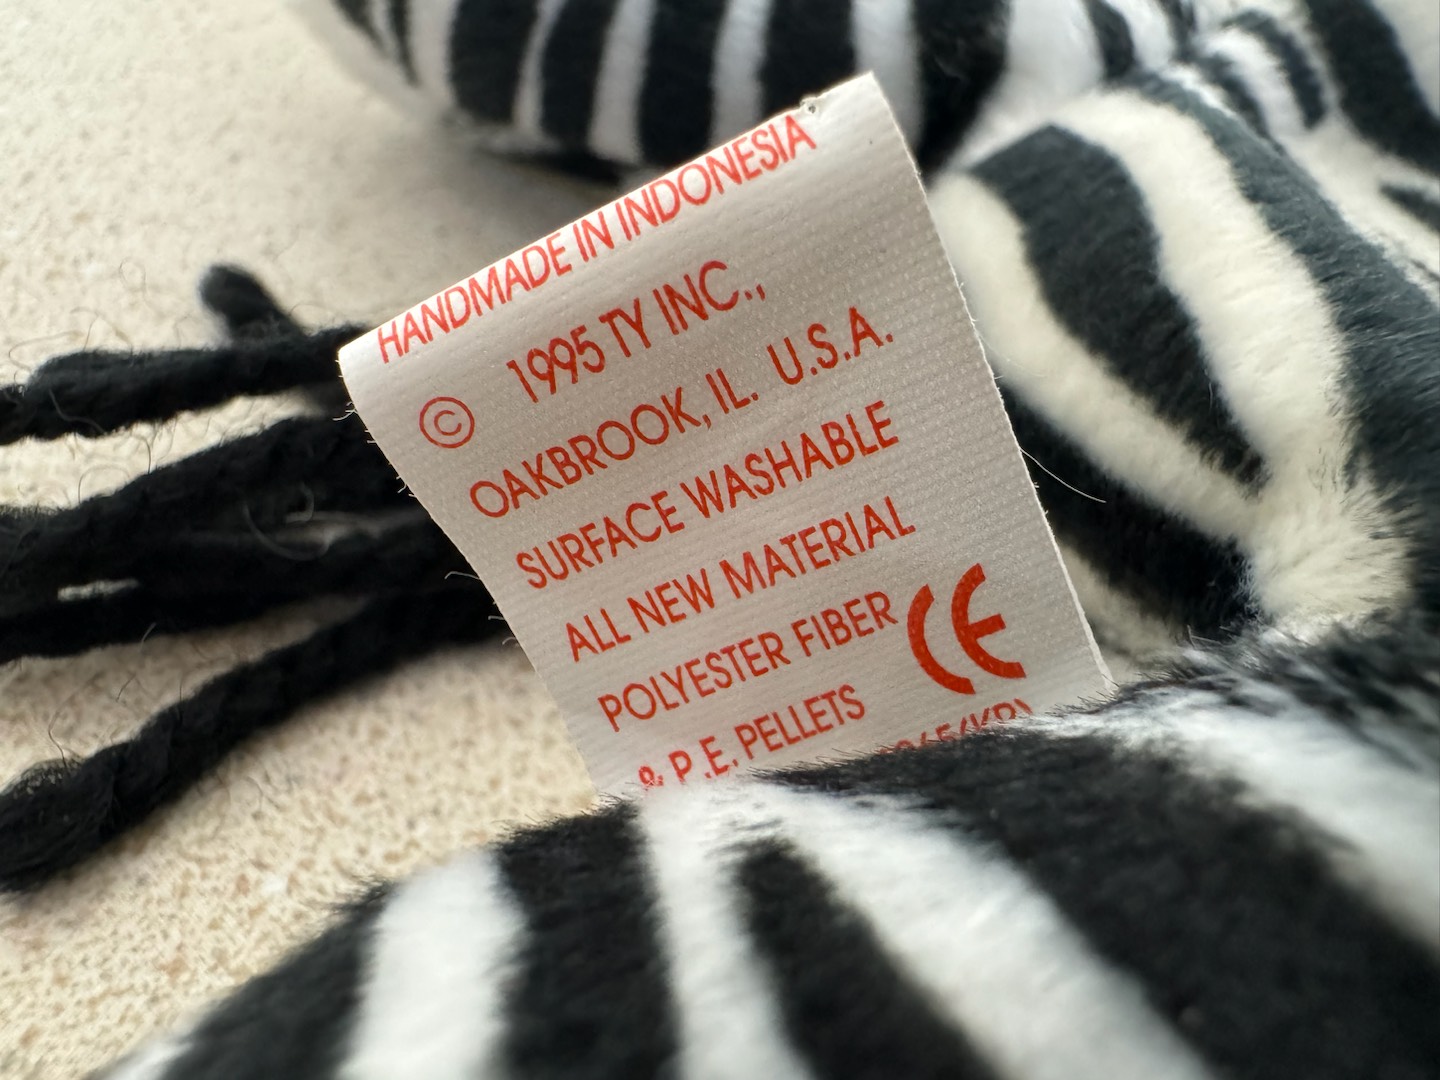 HANDMADE IN INDONESIA
© 1995 TY INC.,
OAKBROOK, IL. U.S.A.
SURFACE WASHABLE
ALL NEW MATERIAL
POLYESTER FIBER CE
& P.E. PELLETS